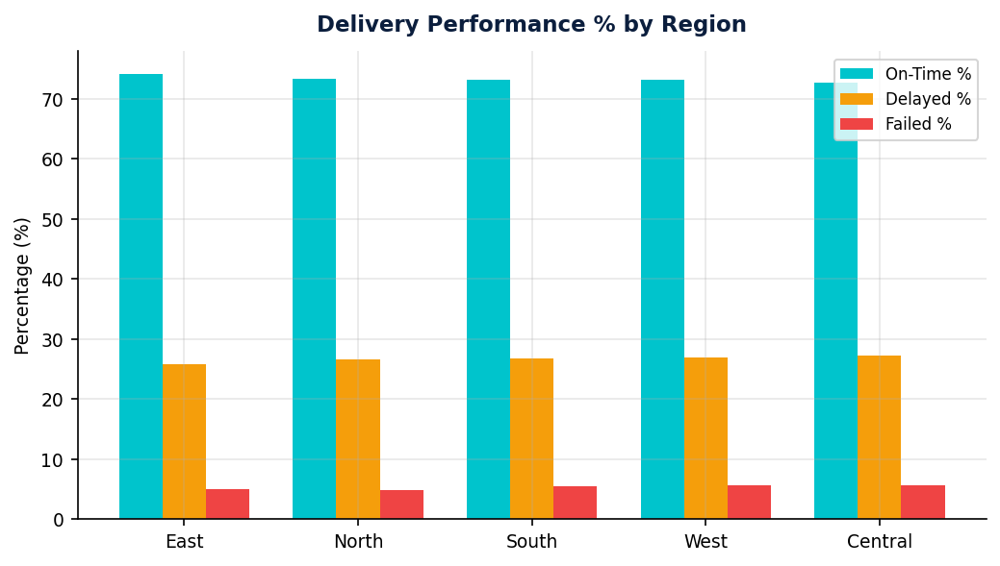 Delivery Performance % by Region
On-Time %
Delayed %
Failed %
Percentage (%)
70
60
50
40
30
20
10
0
East
North
South
West
Central